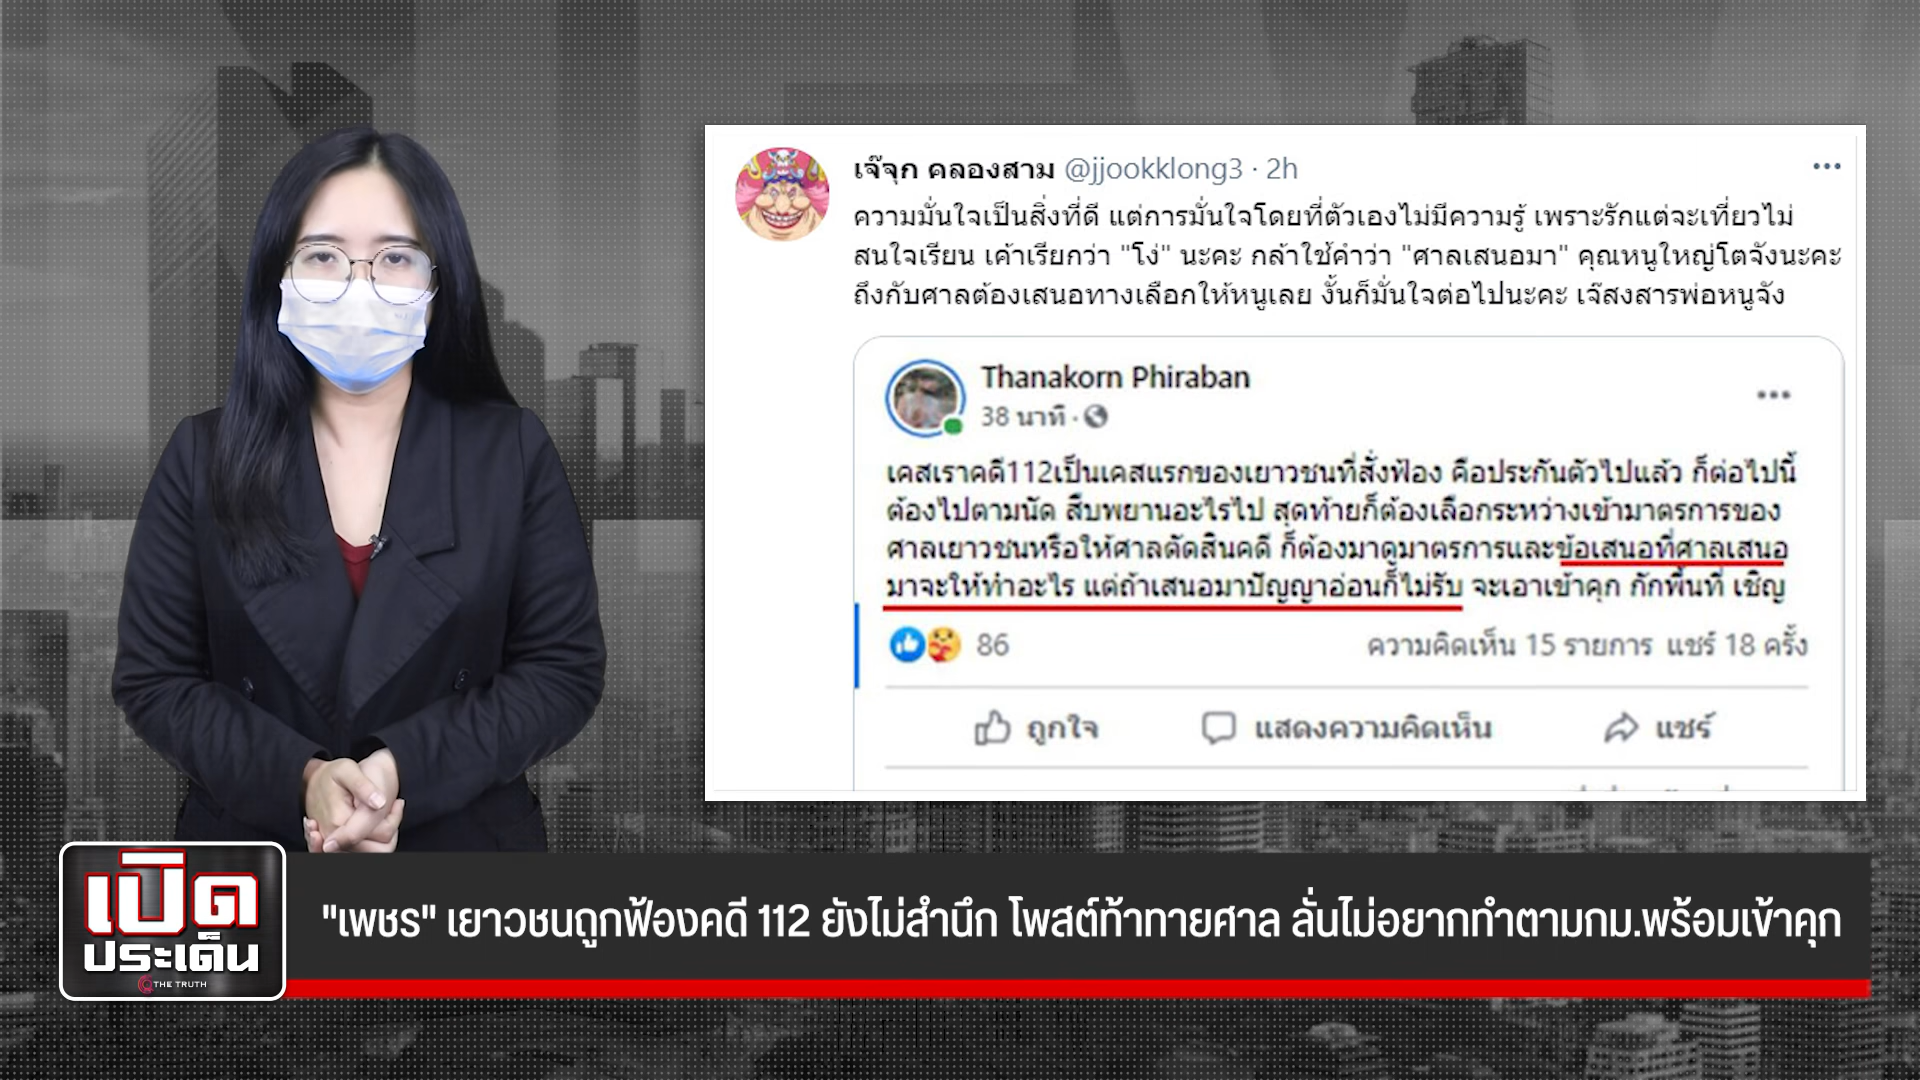 เจ๊จุก คลองสาม @jjookklong3 · 2h
ความมั่นใจเป็นสิ่งที่ดี แต่การมั่นใจโดยที่ตัวเองไม่มีความรู้ เพราะรักแต่จะเที่ยวไม่
สนใจเรียน เค้าเรียกว่า "โง่" นะคะ กล้าใช้คำว่า "ศาลเสนอมา" คุณหนูใหญ่โตจังนะคะ
ถึงกับศาลต้องเสนอทางเลือกให้หนูเลย งั้นก็มั่นใจต่อไปนะคะ เจ๊สงสารพ่อหนูจัง
Thanakorn Phiraban
38 นาที ·
เคสเราคดี112เป็นเคสแรกของเยาวชนที่สั่งฟ้อง คือประกันตัวไปแล้ว ก็ต่อไปนี้
ต้องไปตามนัด สืบพยานอะไรไป สุดท้ายก็ต้องเลือกระหว่างเข้ามาตรการของ
ศาลเยาวชนหรือให้ศาลตัดสินคดี ก็ต้องมาดูมาตรการและข้อเสนอที่ศาลเสนอ
มาจะให้ทำอะไร แต่ถ้าเสนอมาปัญญาอ่อนก็ไม่รับ จะเอาเข้าคุก กักพื้นที่ เชิญ
86 ความคิดเห็น 15 รายการ แชร์ 18 ครั้ง
ถูกใจ แสดงความคิดเห็น แชร์
เปิด
ประเด็น
THE TRUTH
"เพชร" เยาวชนถูกฟ้องคดี 112 ยังไม่สำนึก โพสต์ท้าทายศาล ลั่นไม่อยากทำตามกม.พร้อมเข้าคุก